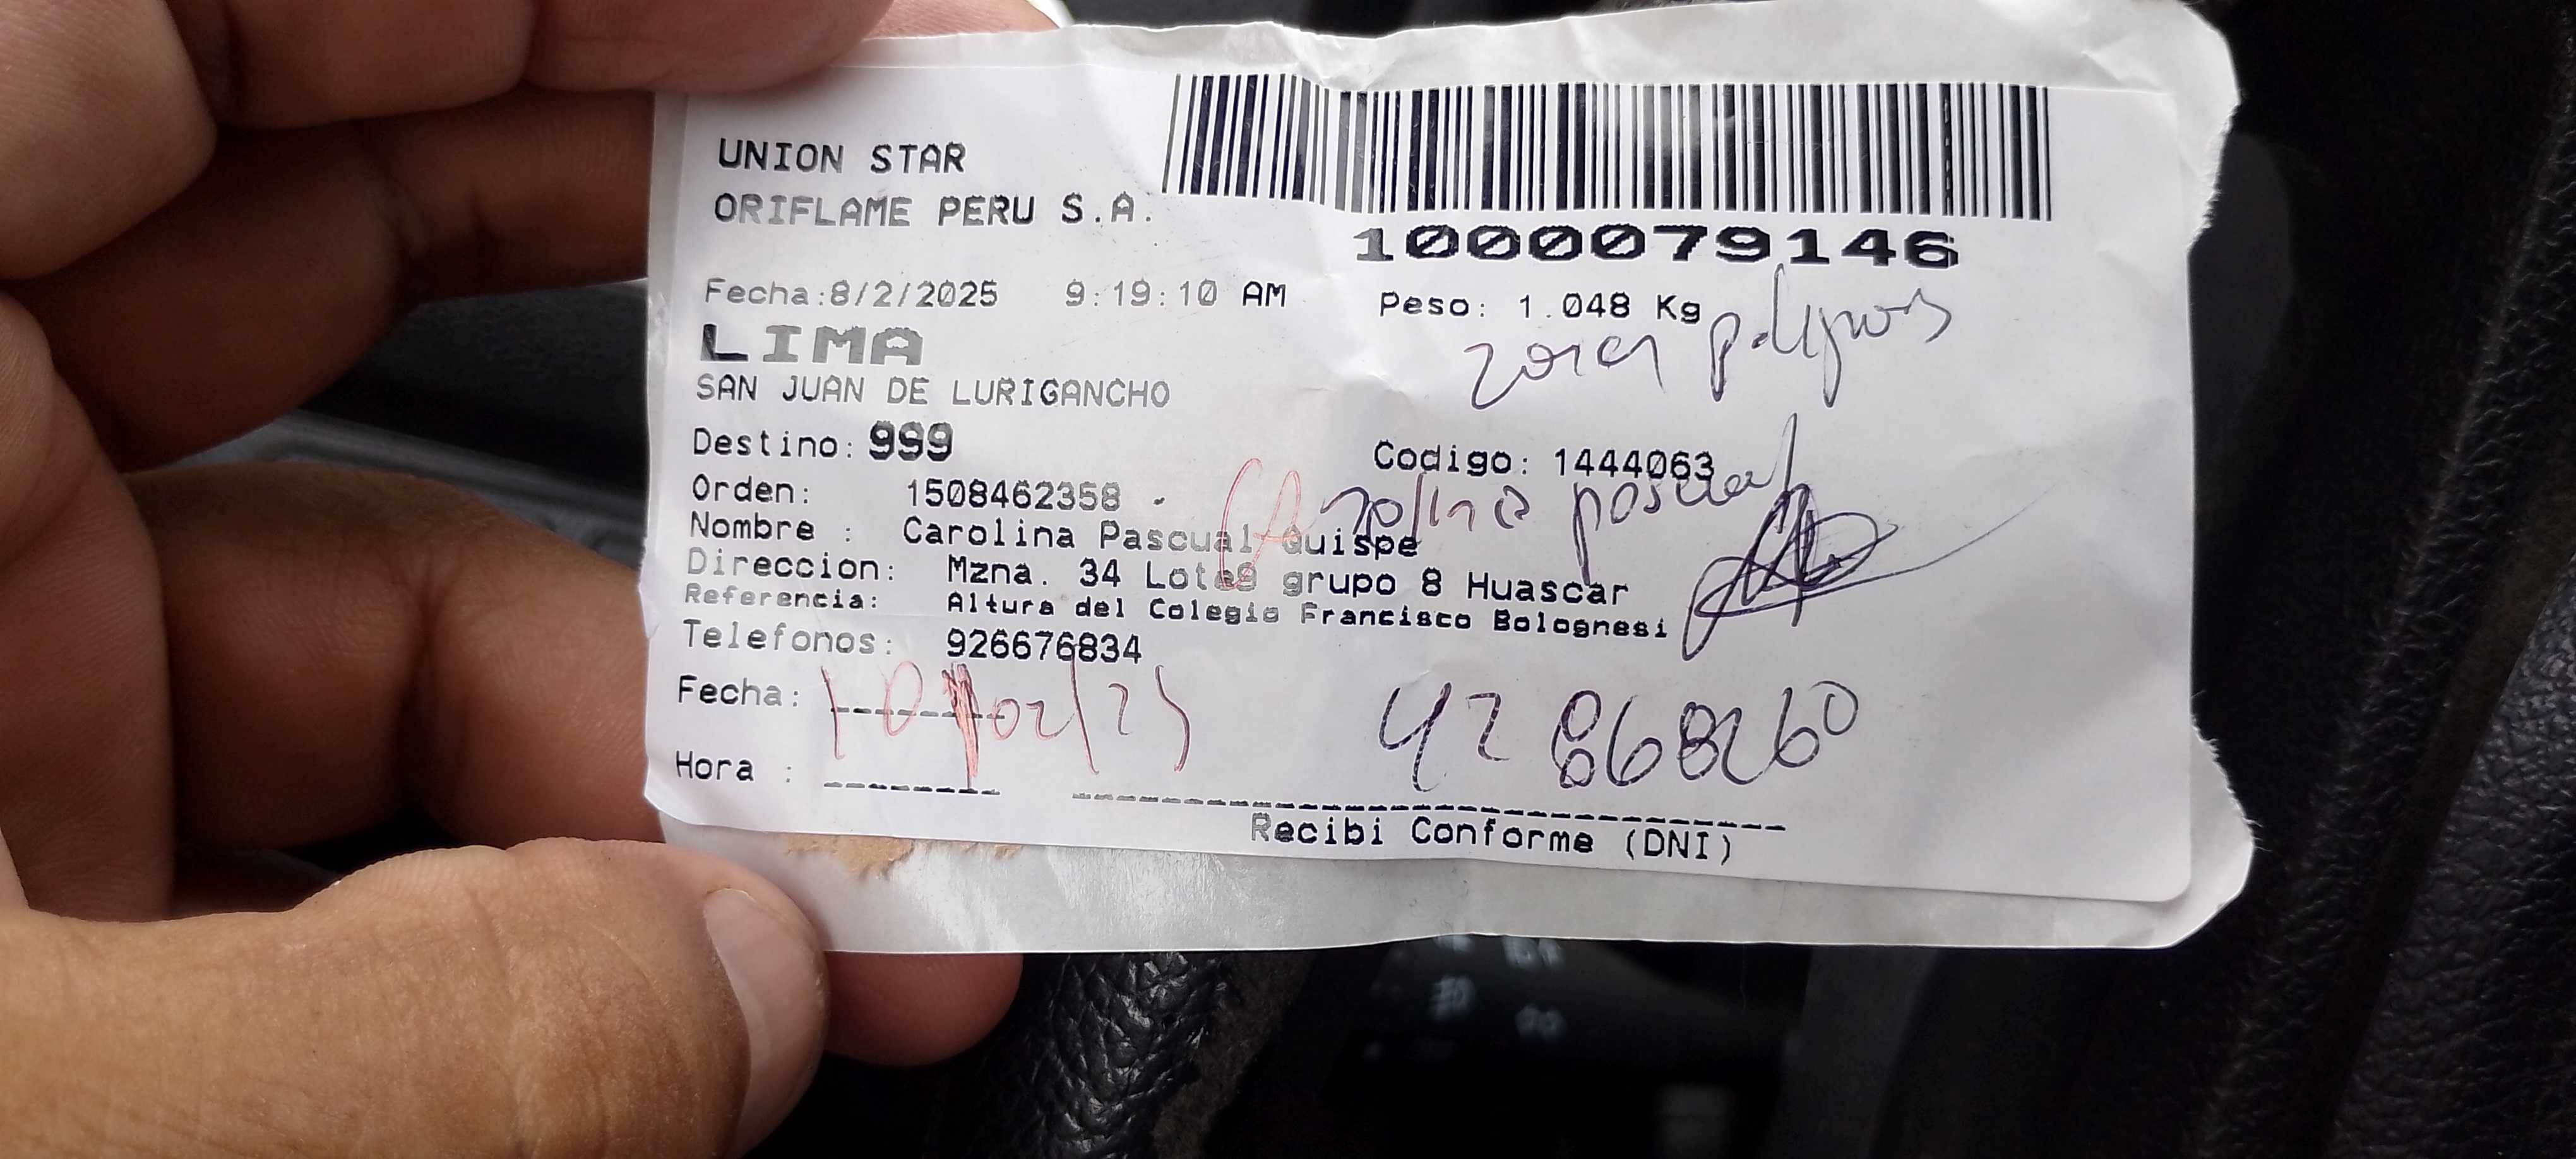 UNION STAR
ORIFLAME PERU S.A.
1000079146
Fecha:8/2/2025 9:19:10 AM
Peso: 1.048 Kg
zona peligrosa
LIMA
SAN JUAN DE LURIGANCHO
Destino: 999
Codigo: 1444063
Orden: 1508462358 -
Carolina pascual
Nombre : Carolina Pascual Quispe
Direccion: Mzna. 34 Lote9 grupo 8 Huascar
Referencia: Altura del Colegio Francisco Bolognesi
Telefonos: 926676834
Fecha: 10/02/25
42868260
Hora :
Recibi Conforme (DNI)